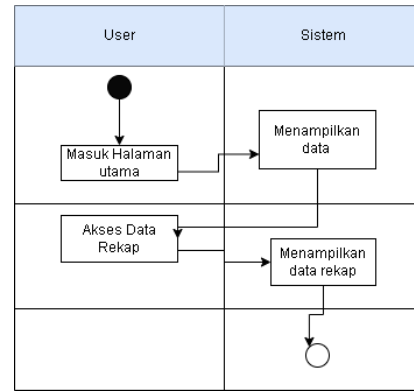 User
Sistem
Masuk Halaman
utama
Menampilkan
data
Akses Data
Rekap
Menampilkan
data rekap